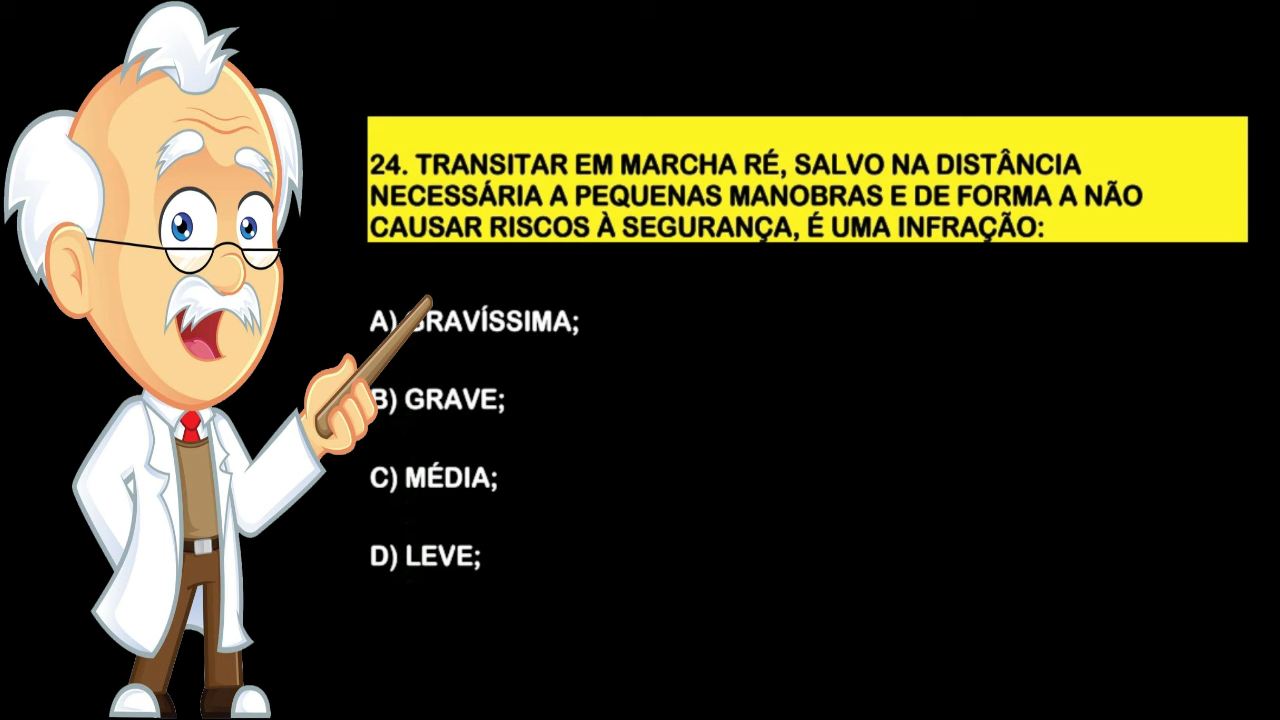 24. TRANSITAR EM MARCHA RÉ, SALVO NA DISTÂNCIA
NECESSÁRIA A PEQUENAS MANOBRAS E DE FORMA A NÃO
CAUSAR RISCOS À SEGURANÇA, É UMA INFRAÇÃO:
A) GRAVÍSSIMA;
B) GRAVE;
C) MÉDIA;
D) LEVE;